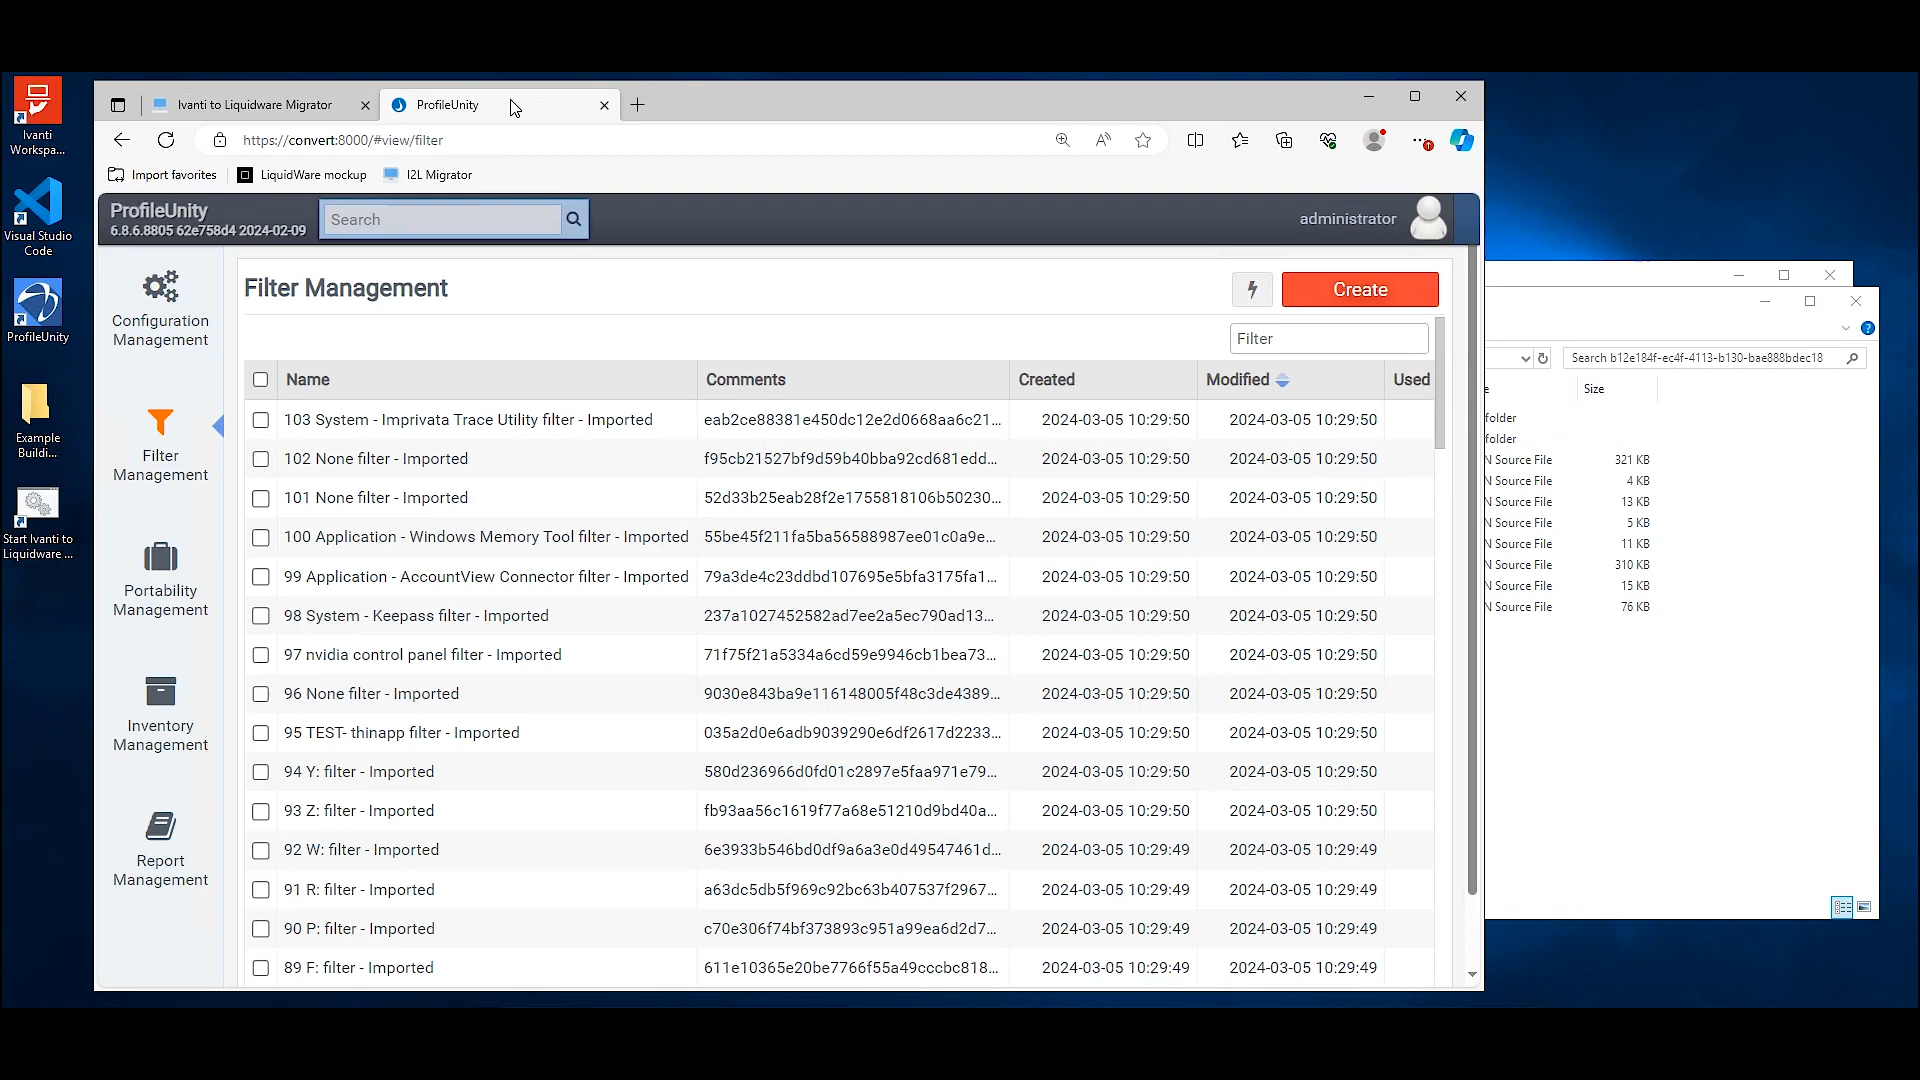 Ivanti
Workspa...
Visual Studio
Code
ProfileUnity
Example
Buildi...
Start Ivanti to
Liquidware ...
Ivanti to Liquidware Migrator
ProfileUnity
https://convert:8000/#view/filter
Import favorites
LiquidWare mockup
I2L Migrator
ProfileUnity
6.8.6.8805 62e758d4 2024-02-09
Search
administrator
Configuration
Management
Filter
Management
Portability
Management
Inventory
Management
Report
Management
Filter Management
Create
Filter
Name Comments Created Modified Used
103 System - Imprivata Trace Utility filter - Imported eab2ce88381e450dc12e2d0668aa6c21... 2024-03-05 10:29:50 2024-03-05 10:29:50
102 None filter - Imported f95cb21527bf9d59b40bba92cd681edd... 2024-03-05 10:29:50 2024-03-05 10:29:50
101 None filter - Imported 52d33b25eab28f2e1755818106b50230... 2024-03-05 10:29:50 2024-03-05 10:29:50
100 Application - Windows Memory Tool filter - Imported 55be45f211fa5ba56588987ee01c0a9e... 2024-03-05 10:29:50 2024-03-05 10:29:50
99 Application - AccountView Connector filter - Imported 79a3de4c23ddbd107695e5bfa3175fa1... 2024-03-05 10:29:50 2024-03-05 10:29:50
98 System - Keepass filter - Imported 237a1027452582ad7ee2a5ec790ad13... 2024-03-05 10:29:50 2024-03-05 10:29:50
97 nvidia control panel filter - Imported 71f75f21a5334a6cd59e9946cb1bea73... 2024-03-05 10:29:50 2024-03-05 10:29:50
96 None filter - Imported 9030e843ba9e116148005f48c3de4389... 2024-03-05 10:29:50 2024-03-05 10:29:50
95 TEST- thinapp filter - Imported 035a2d0e6adb9039290e6df2617d2233... 2024-03-05 10:29:50 2024-03-05 10:29:50
94 Y: filter - Imported 580d236966d0fd01c2897e5faa971e79... 2024-03-05 10:29:50 2024-03-05 10:29:50
93 Z: filter - Imported fb93aa56c1619f77a68e51210d9bd40a... 2024-03-05 10:29:50 2024-03-05 10:29:50
92 W: filter - Imported 6e3933b546bd0df9a6a3e0d49547461d... 2024-03-05 10:29:49 2024-03-05 10:29:49
91 R: filter - Imported a63dc5db5f969c92bc63b407537f2967... 2024-03-05 10:29:49 2024-03-05 10:29:49
90 P: filter - Imported c70e306f74bf373893c951a99ea6d2d7... 2024-03-05 10:29:49 2024-03-05 10:29:49
89 F: filter - Imported 611e10365e20be7766f55a49cccbc818... 2024-03-05 10:29:49 2024-03-05 10:29:49
Search b12e184f-ec4f-4113-b130-bae888bdec18
e Size
folder
folder
N Source File 321 KB
N Source File 4 KB
N Source File 13 KB
N Source File 5 KB
N Source File 11 KB
N Source File 310 KB
N Source File 15 KB
N Source File 76 KB